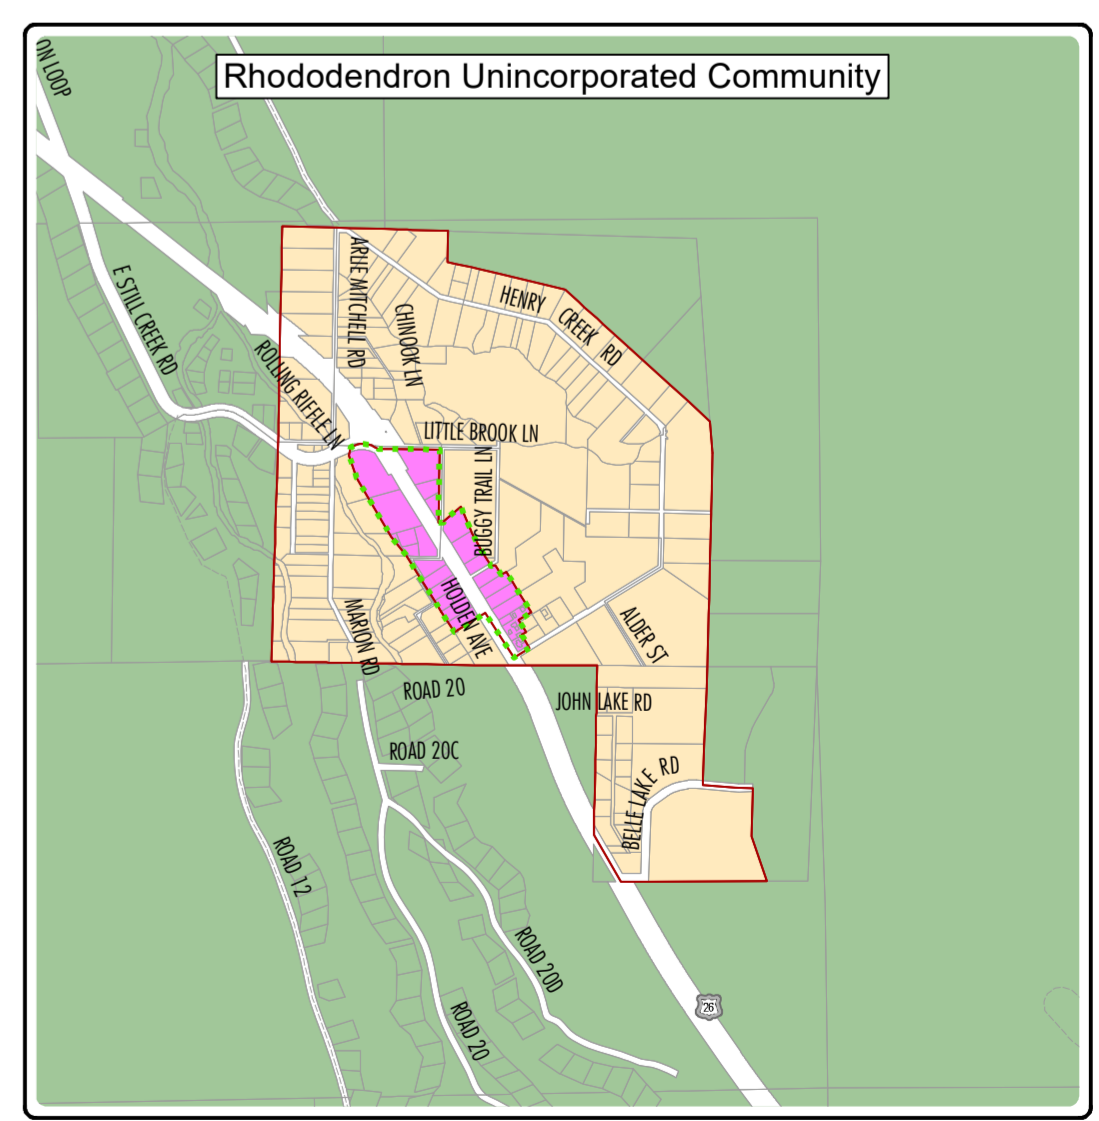 ON LOOP
Rhododendron Unincorporated Community
E STILL CREEK RD
ARLIE MITCHELL RD
CHINOOK LN
HENRY
CREEK RD
ROLLING RIFFLE LN
LITTLE BROOK LN
BUGGY TRAIL LN
HOLDEN AVE
MARION RD
ALDER ST
ROAD 20
JOHN LAKE RD
ROAD 20C
BELLE LAKE RD
ROAD 12
ROAD 20D
26
ROAD 20